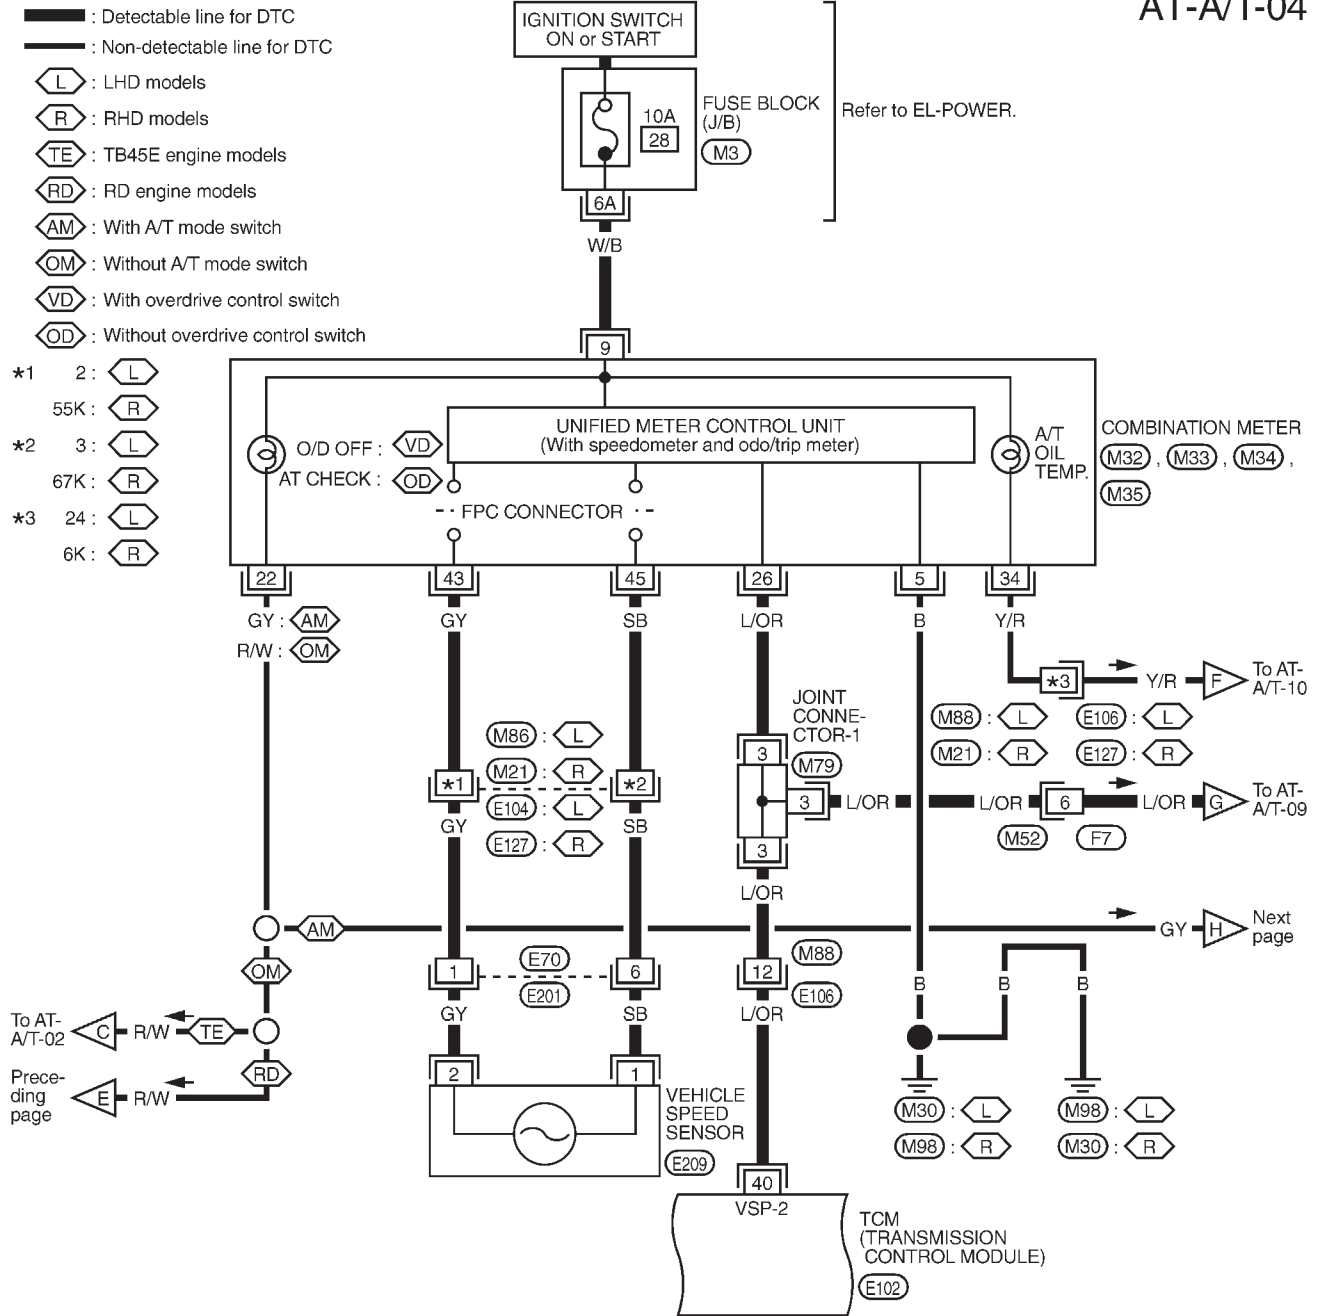 AT-A/T-04
: Detectable line for DTC
: Non-detectable line for DTC
L : LHD models
R : RHD models
TE : TB45E engine models
RD : RD engine models
AM : With A/T mode switch
OM : Without A/T mode switch
VD : With overdrive control switch
OD : Without overdrive control switch
*1 2 : L
55K : R
*2 3 : L
67K : R
*3 24 : L
6K : R
IGNITION SWITCH
ON or START
10A
28
FUSE BLOCK
(J/B)
M3
Refer to EL-POWER.
6A
W/B
9
UNIFIED METER CONTROL UNIT
(With speedometer and odo/trip meter)
O/D OFF : VD
AT CHECK : OD
FPC CONNECTOR
A/T
OIL
TEMP.
COMBINATION METER
M32 , M33 , M34 ,
M35
22 43 45 26 5 34
GY : AM
R/W : OM
GY SB L/OR B Y/R
*3 Y/R F To AT-
A/T-10
M88 : L E106 : L
M21 : R E127 : R
JOINT
CONNE-
CTOR-1
M79
3
3
3
M86 : L
M21 : R
*1 *2
E104 : L
E127 : R
GY SB
L/OR L/OR 6 L/OR G To AT-
A/T-09
M52 F7
L/OR
AM GY H Next
page
OM
1 E70 6
E201
12 M88
E106
B B B
GY SB L/OR
To AT-
A/T-02
C R/W TE
RD
Prece-
ding
page
E R/W
2 1
VEHICLE
SPEED
SENSOR
E209
M30 : L M98 : L
M98 : R M30 : R
40
VSP-2
TCM
(TRANSMISSION
CONTROL MODULE)
E102